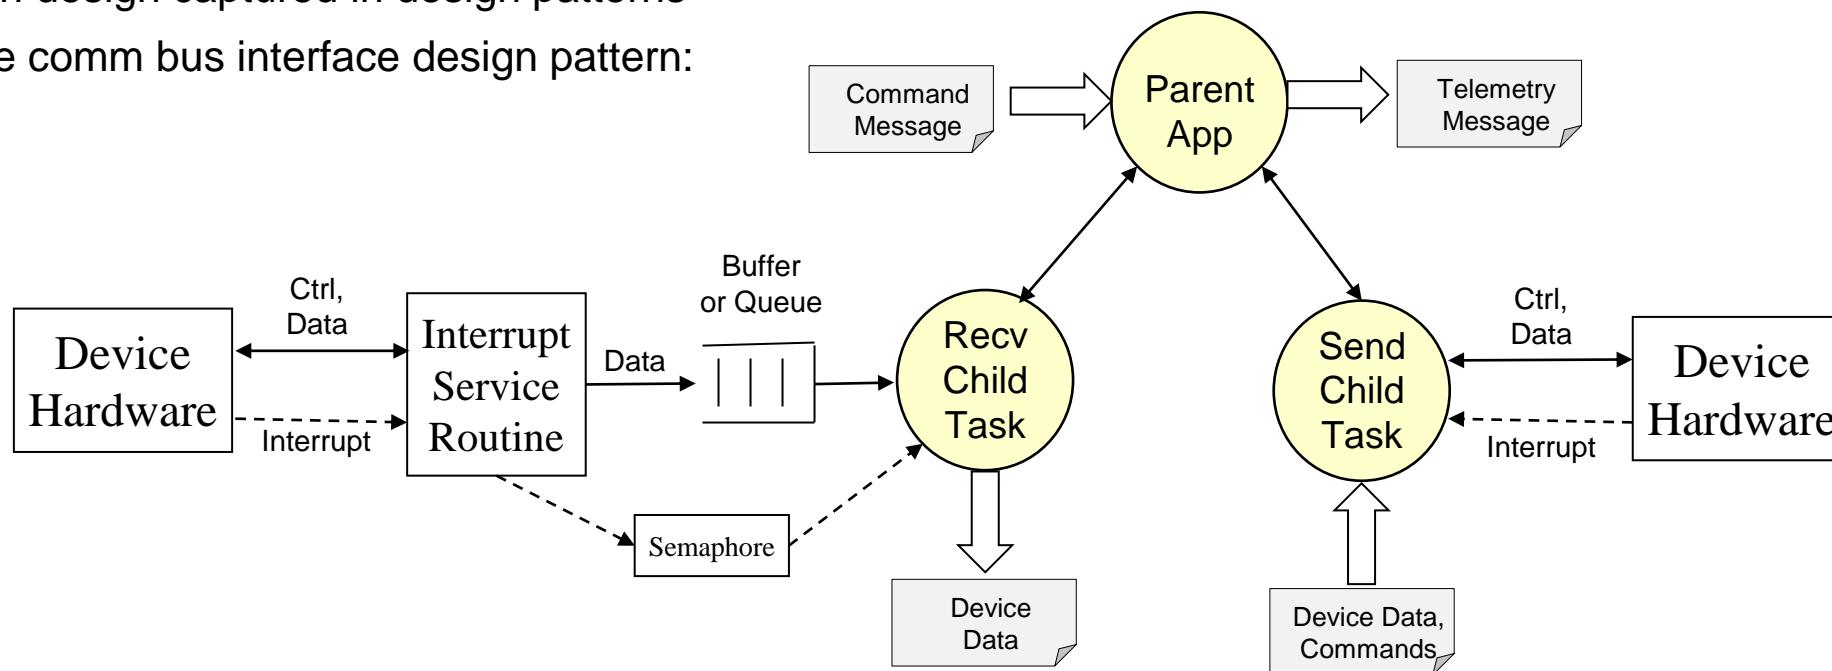 design captured in design patterns
comm bus interface design pattern:
Command
Message
Parent
App
Telemetry
Message
Buffer
or Queue
Ctrl,
Data
Device
Hardware
Interrupt
Interrupt
Service
Routine
Data
Recv
Child
Task
Semaphore
Device
Data
Send
Child
Task
Ctrl,
Data
Interrupt
Device
Hardware
Device Data,
Commands